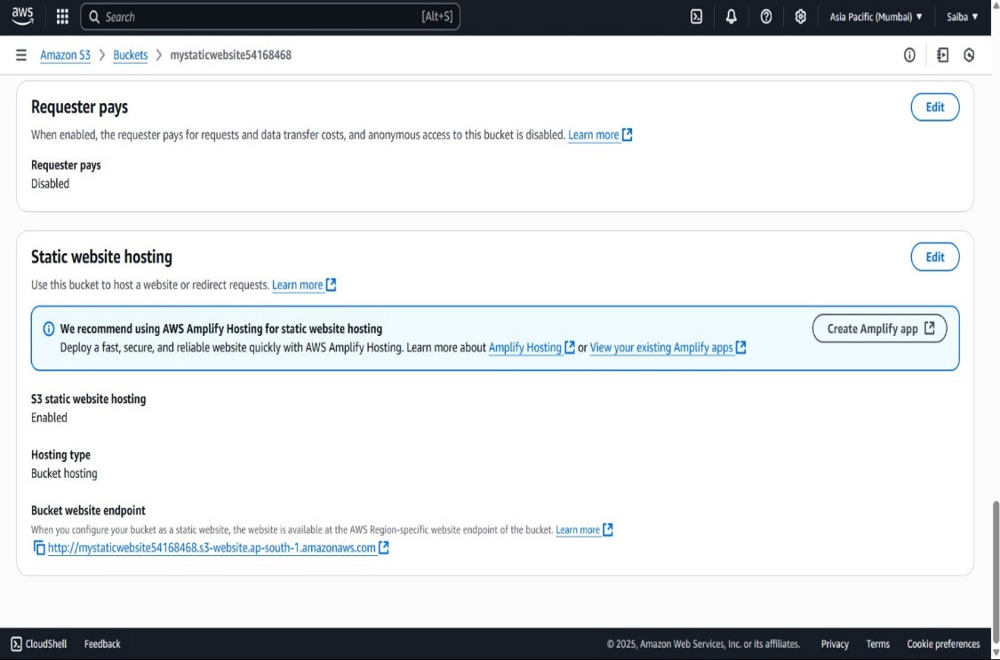 aws
Search [Alt+S]
Asia Pacific (Mumbai) ▼ Saiba ▼
Amazon S3 > Buckets > mystaticwebsite54168468
Requester pays Edit
When enabled, the requester pays for requests and data transfer costs, and anonymous access to this bucket is disabled. Learn more
Requester pays
Disabled
Static website hosting Edit
Use this bucket to host a website or redirect requests. Learn more
We recommend using AWS Amplify Hosting for static website hosting Create Amplify app
Deploy a fast, secure, and reliable website quickly with AWS Amplify Hosting. Learn more about Amplify Hosting or View your existing Amplify apps
S3 static website hosting
Enabled
Hosting type
Bucket hosting
Bucket website endpoint
When you configure your bucket as a static website, the website is available at the AWS Region-specific website endpoint of the bucket. Learn more
http://mystaticwebsite54168468.s3-website.ap-south-1.amazonaws.com
CloudShell Feedback © 2025, Amazon Web Services, Inc. or its affiliates. Privacy Terms Cookie preferences